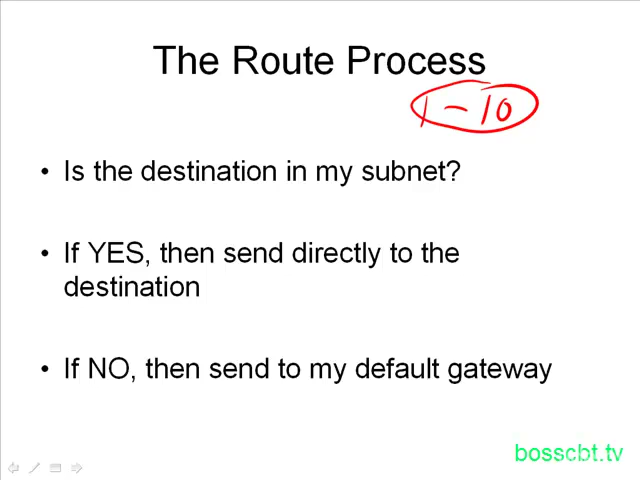 The Route Process
1 - 10
• Is the destination in my subnet?
• If YES, then send directly to the
destination
• If NO, then send to my default gateway
bosscbt.tv